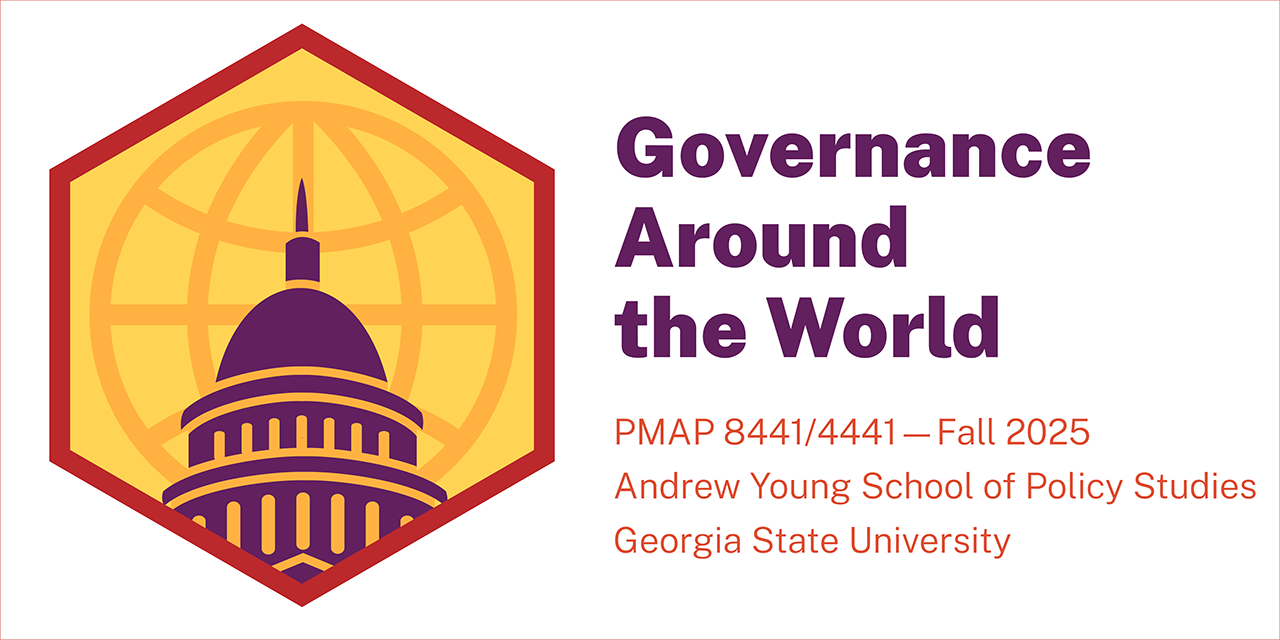 Governance
Around
the World
PMAP 8441/4441—Fall 2025
Andrew Young School of Policy Studies
Georgia State University